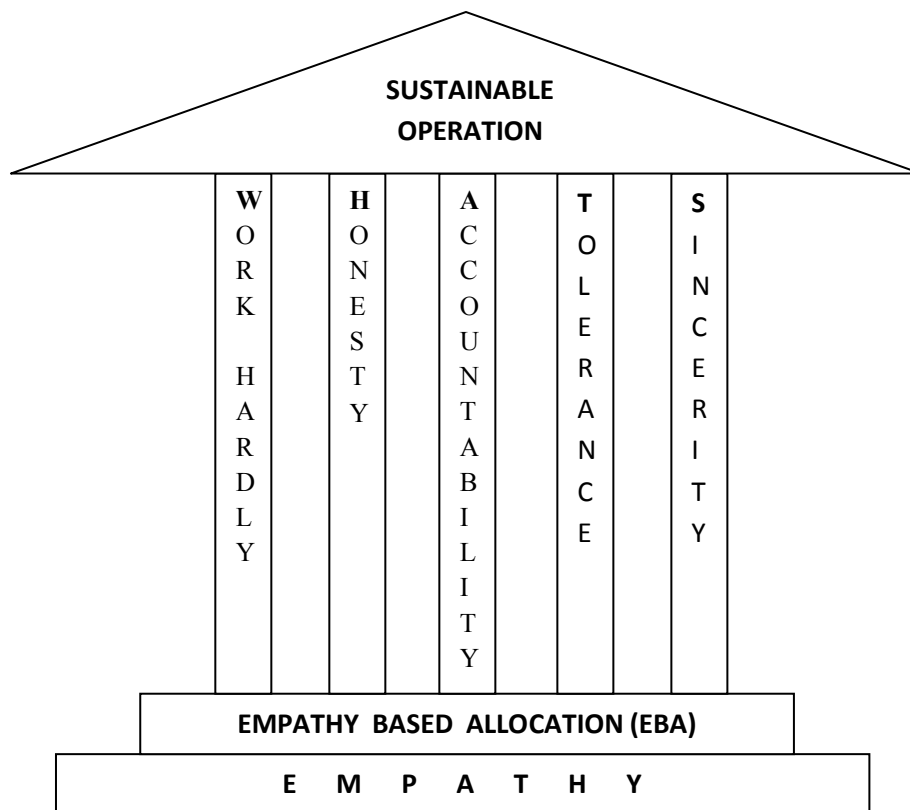 SUSTAINABLE
OPERATION
WORK HARDLY
HONESTY
ACCOUNTABILITY
TOLERANCE
SINCERITY
EMPATHY BASED ALLOCATION (EBA)
E M P A T H Y